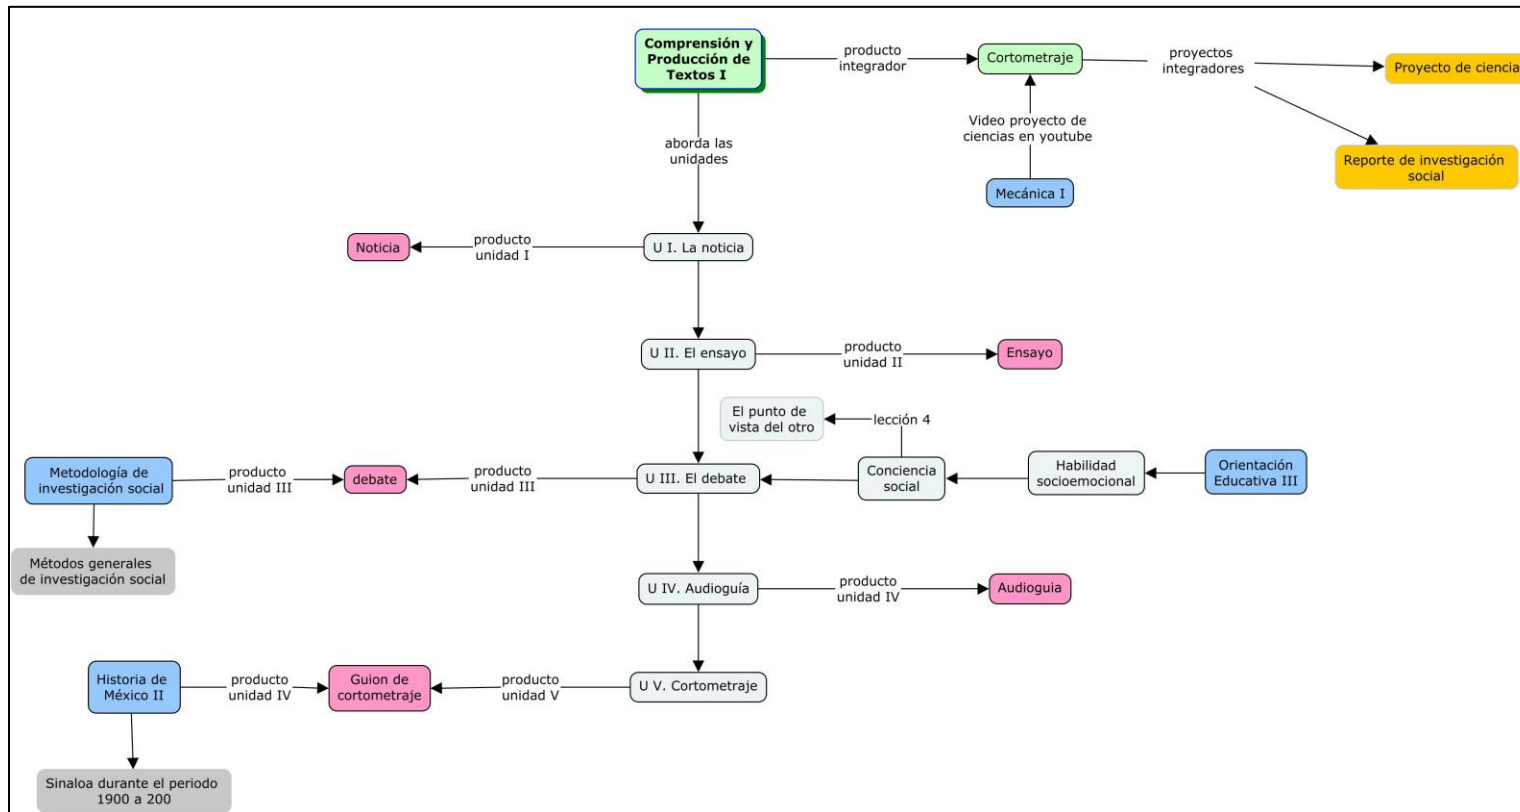 Comprensión y
Producción de
Textos I
producto
integrador
Cortometraje
proyectos
integradores
Proyecto de ciencia
Video proyecto de
ciencias en youtube
Reporte de investigación
social
Mecánica I
aborda las
unidades
Noticia
producto
unidad I
U I. La noticia
U II. El ensayo
producto
unidad II
Ensayo
El punto de
vista del otro
lección 4
Metodología de
investigación social
producto
unidad III
debate
producto
unidad III
U III. El debate
Conciencia
social
Habilidad
socioemocional
Orientación
Educativa III
Métodos generales
de investigación social
U IV. Audioguía
producto
unidad IV
Audioguia
Historia de
México II
producto
unidad IV
Guion de
cortometraje
producto
unidad V
U V. Cortometraje
Sinaloa durante el periodo
1900 a 200